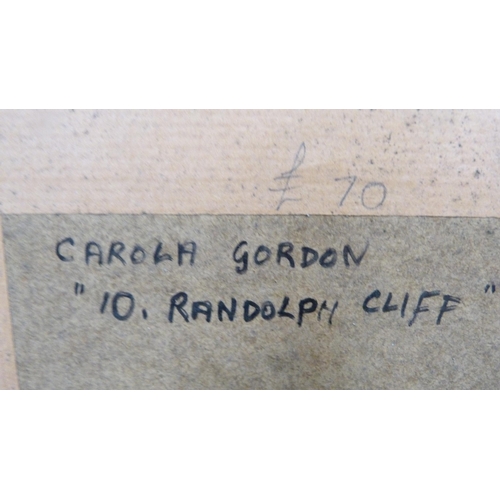 £ 70
CAROLA GORDON
"10. RANDOLPH CLIFF"